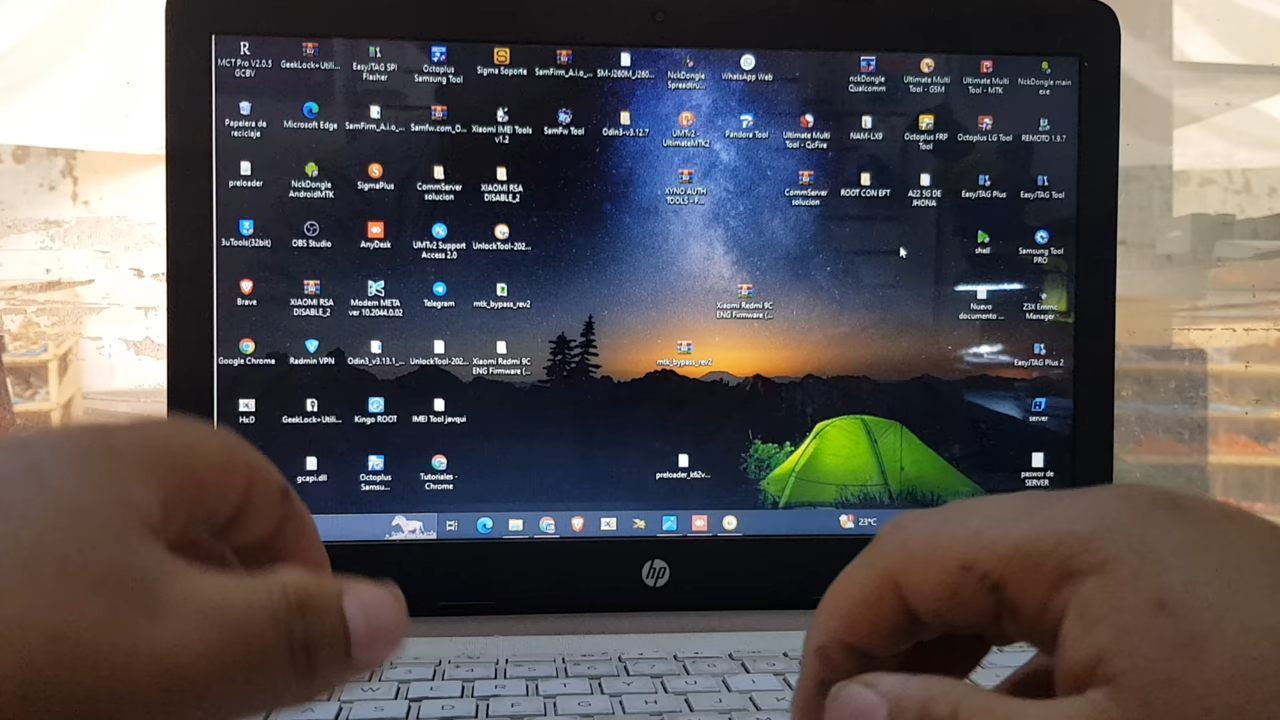 MCT Pro V2.0.5
GCBV
GeekLock+Utili...
EasyJTAG SPI
Flasher
Octoplus
Samsung Tool
Sigma Soporte
SamFirm_A.i.o_...
SM-J260M_J260...
NckDongle
Spreadtru...
WhatsApp Web
nckDongle
Qualcomm
Ultimate Multi
Tool - GSM
Ultimate Multi
Tool - MTK
NckDongle main
exe
Papelera de
reciclaje
Microsoft Edge
SamFirm_A.i.o_...
Samfw.com_O...
Xiaomi IMEI Tools
v1.2
SamFw Tool
Odin3-v3.12.7
UMTv2 -
UltimateMTK2
Pandora Tool
Ultimate Multi
Tool - QcFire
NAM-LX9
Octoplus FRP
Tool
Octoplus LG Tool
REMOTO 1.9.7
preloader
NckDongle
AndroidMTK
SigmaPlus
CommServer
solucion
XIAOMI RSA
DISABLE_2
XYNO AUTH
TOOLS - F...
CommServer
solucion
ROOT CON EFT
A22 5G DE
JHONA
EasyJTAG Plus
EasyJTAG Tool
3uTools(32bit)
OBS Studio
AnyDesk
UMTv2 Support
Access 2.0
UnlockTool-202...
shell
Samsung Tool
PRO
Brave
XIAOMI RSA
DISABLE_2
Modem META
ver 10.2044.0.02
Telegram
mtk_bypass_rev2
Xiaomi Redmi 9C
ENG Firmware (...
Nuevo
documento ...
Z3X Emmc
Manager
Google Chrome
Radmin VPN
Odin3_v3.13.1_...
UnlockTool-202...
Xiaomi Redmi 9C
ENG Firmware (...
mtk_bypass_rev2
EasyJTAG Plus 2
HxD
GeekLock+Utili...
Kingo ROOT
IMEI Tool javqui
server
gcapi.dll
Octoplus
Samsu...
Tutoriales -
Chrome
preloader_k62v...
paswor de
SERVER
23°C
hp
W E R T Y U I
A S D F G H J K